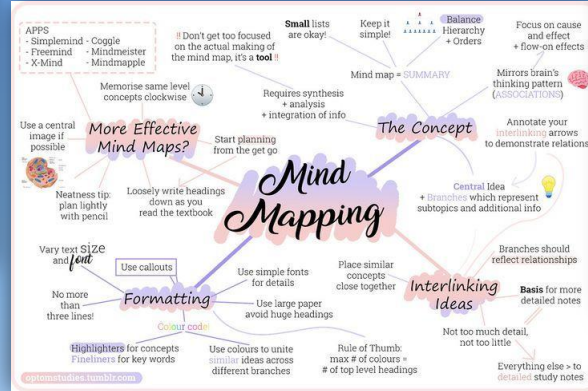 APPS
- Simplemind - Coggle
- Freemind - Mindmeister
- X-Mind - Mindmapple
!! Don't get too focused
on the actual making of
the mind map, it's a tool !!
Small lists
are okay!
Keep it
simple!
Balance
Hierarchy
+ Orders
Focus on cause
and effect
+ flow-on effects
Mind map = SUMMARY
Mirrors brain's
thinking pattern
(ASSOCIATIONS)
Memorise same level
concepts clockwise
Requires synthesis
+ analysis
+ integration of info
Use a central
image if
possible
More Effective
Mind Maps?
Start planning
from the get go
The Concept
Annotate your
interlinking arrows
to demonstrate relations
Neatness tip:
plan lightly
with pencil
Loosely write headings
down as you
read the textbook
Mind
Mapping
Central Idea
+ Branches which represent
subtopics and additional info
Vary text size
and font
Use callouts
Use simple fonts
for details
Place similar
concepts
close together
Branches should
reflect relationships
No more
than
three lines!
Formatting
Use large paper
avoid huge headings
Interlinking
Ideas
Basis for more
detailed notes
Colour code!
Not too much detail,
not too little
Highlighters for concepts
Fineliners for key words
Use colours to unite
similar ideas across
different branches
Rule of Thumb:
max # of colours =
# of top level headings
Everything else > to
detailed study notes
optomstudies.tumblr.com